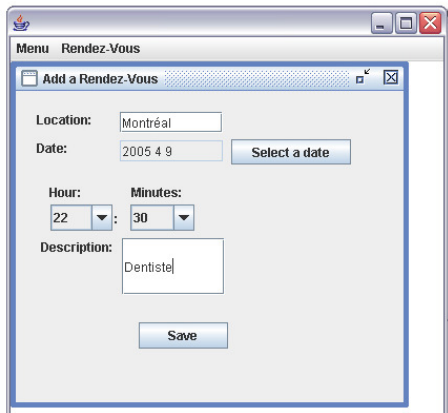 Menu Rendez-Vous
Add a Rendez-Vous
Location: Montréal
Date: 2005 4 9 Select a date
Hour: Minutes:
22 : 30
Description: Dentiste
Save